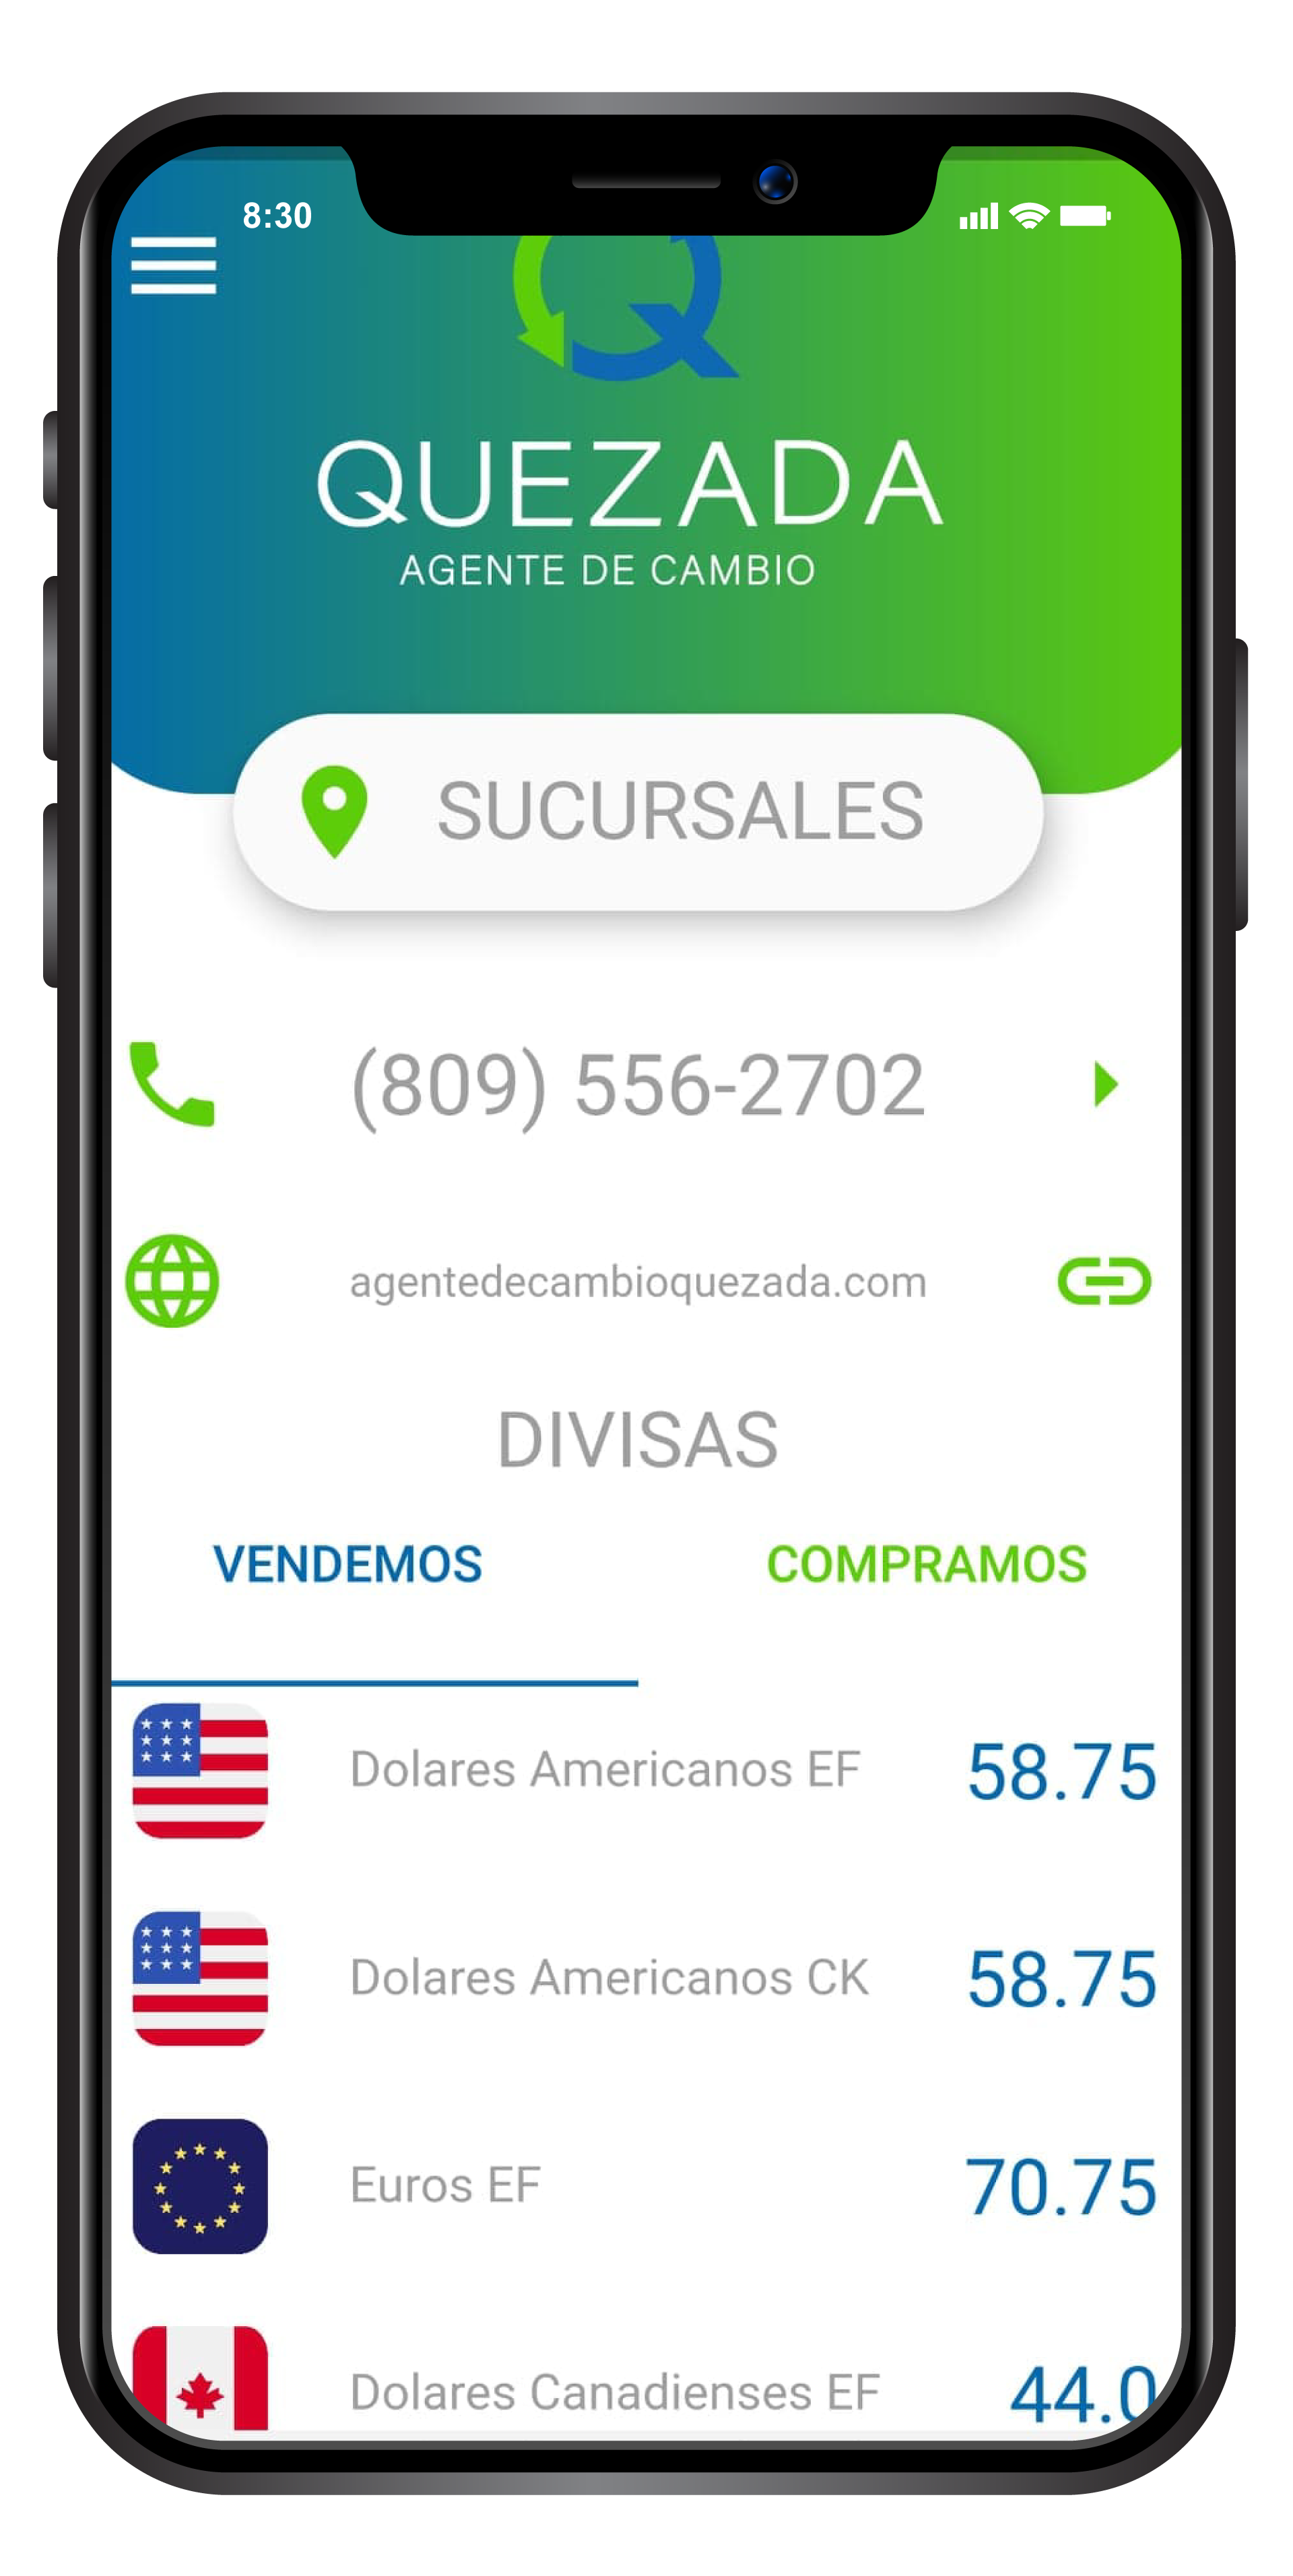 8:30
QUEZADA
AGENTE DE CAMBIO
SUCURSALES
(809) 556-2702
agentedecambioquezada.com
DIVISAS
VENDEMOS COMPRAMOS
Dolares Americanos EF 58.75
Dolares Americanos CK 58.75
Euros EF 70.75
Dolares Canadienses EF 44.0